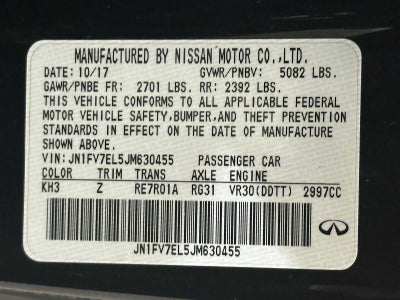 MANUFACTURED BY NISSAN MOTOR CO.,LTD.
DATE: 10/17 GVWR/PNBV: 5082 LBS.
GAWR/PNBE FR: 2701 LBS. RR: 2392 LBS.
THIS VEHICLE CONFORMS TO ALL APPLICABLE FEDERAL
MOTOR VEHICLE SAFETY,BUMPER,AND THEFT PREVENTION
STANDARDS IN EFFECT ON THE DATE OF MANUFACTURE
SHOWN ABOVE.
VIN: JN1FV7EL5JM630455 PASSENGER CAR
COLOR TRIM TRANS AXLE ENGINE
KH3 Z RE7R01A RG31 VR30(DDTT) 2997CC
JN1FV7EL5JM630455